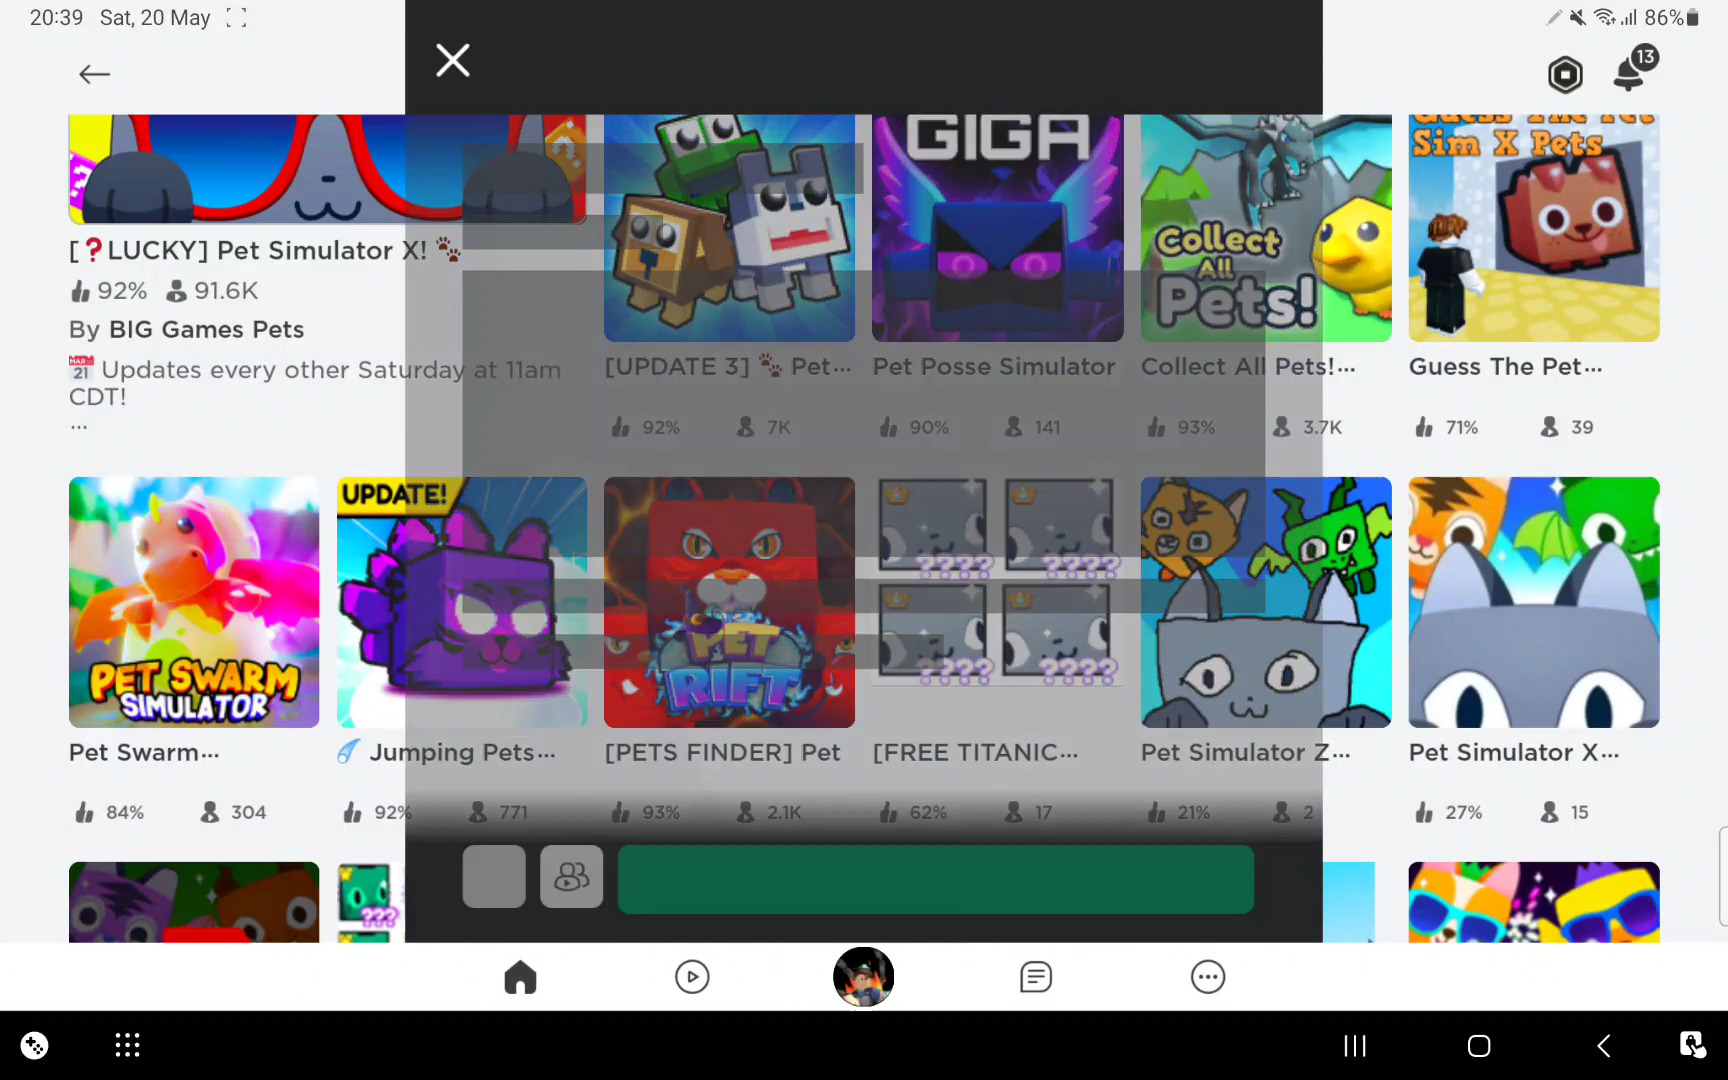 20:39 Sat, 20 May
86%
13
GIGA
Collect
All
Pets!
Guess The Pet
Sim X Pets
[❓LUCKY] Pet Simulator X! 🐾
92% 91.6K
By BIG Games Pets
📅 Updates every other Saturday at 11am
CDT!
...
[UPDATE 3] 🐾 Pet...
92% 7K
Pet Posse Simulator
90% 141
Collect All Pets!...
93% 3.7K
Guess The Pet...
71% 39
PET SWARM
SIMULATOR
UPDATE!
PET
RIFT
???? ????
???? ????
Pet Swarm...
84% 304
☄️ Jumping Pets...
92% 771
[PETS FINDER] Pet
93% 2.1K
[FREE TITANIC...
62% 17
Pet Simulator Z...
21% 2
Pet Simulator X...
27% 15
???